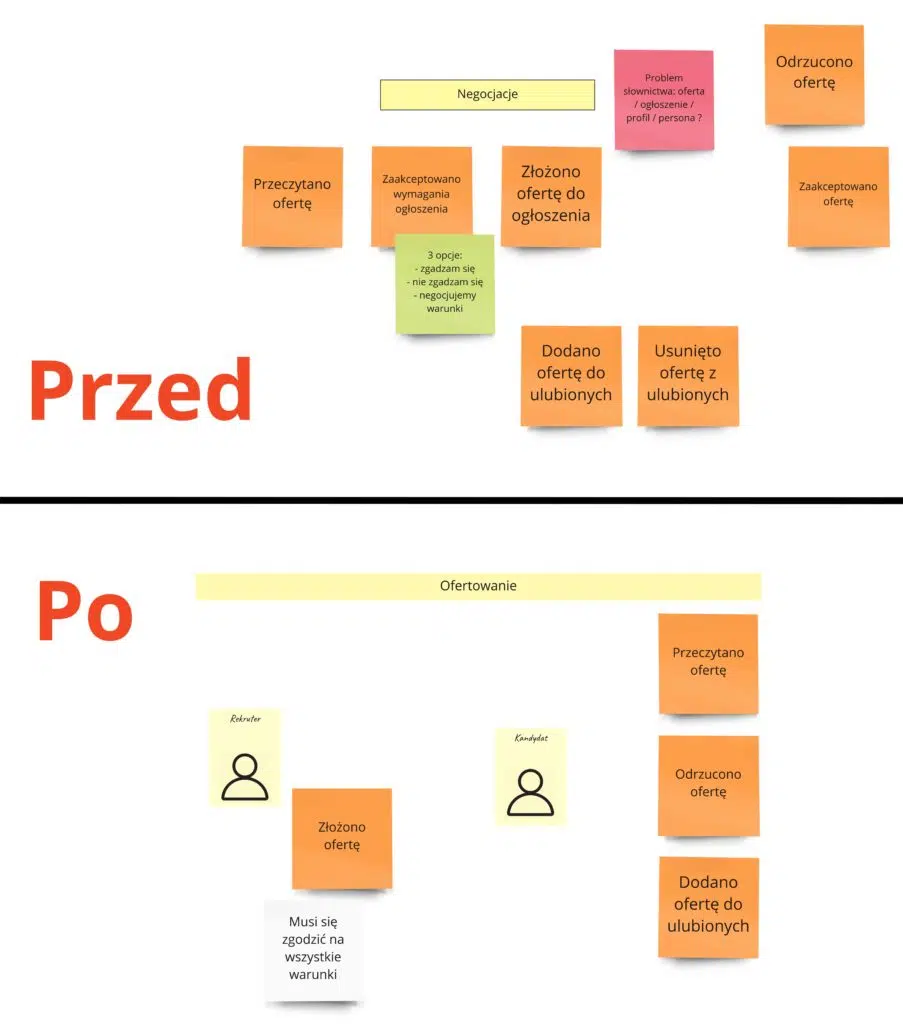 Odrzucono
ofertę
Problem
słownictwa: oferta
/ ogłoszenie /
profil / persona ?
Negocjacje
Przeczytano
ofertę
Zaakceptowano
wymagania
ogłoszenia
Złożono
ofertę do
ogłoszenia
Zaakceptowano
ofertę
3 opcje:
- zgadzam się
- nie zgadzam się
- negocjujemy
warunki
Dodano
ofertę do
ulubionych
Usunięto
ofertę z
ulubionych
Przed
Po
Ofertowanie
Przeczytano
ofertę
Rekruter
Kandydat
Odrzucono
ofertę
Złożono
ofertę
Dodano
ofertę do
ulubionych
Musi się
zgodzić na
wszystkie
warunki